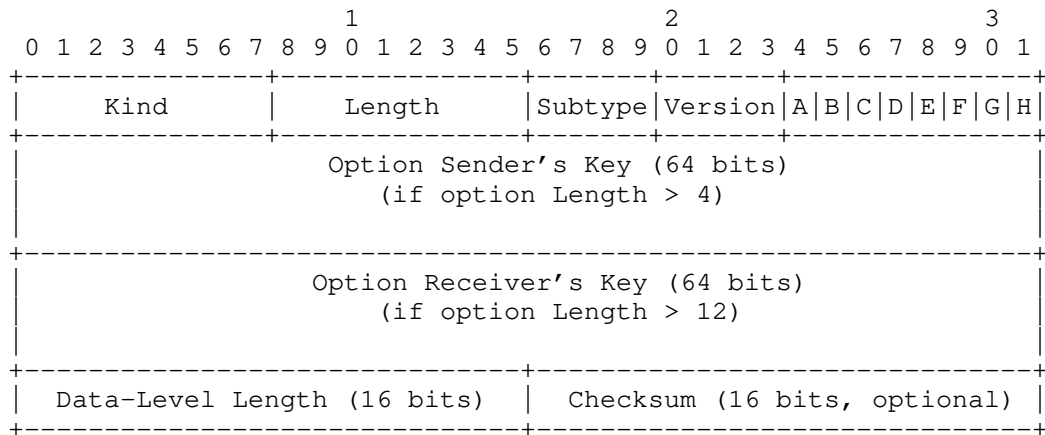 1                   2                   3
 0 1 2 3 4 5 6 7 8 9 0 1 2 3 4 5 6 7 8 9 0 1 2 3 4 5 6 7 8 9 0 1
+---------------+---------------+-------+-------+---------------+
|     Kind      |    Length     |Subtype|Version|A|B|C|D|E|F|G|H|
+---------------+---------------+-------+-------+---------------+
|                   Option Sender's Key (64 bits)               |
|                      (if option Length > 4)                   |
|                                                               |
+---------------------------------------------------------------+
|                  Option Receiver's Key (64 bits)              |
|                      (if option Length > 12)                  |
|                                                               |
+-------------------------------+-------------------------------+
|  Data-Level Length (16 bits)  |  Checksum (16 bits, optional) |
+-------------------------------+-------------------------------+